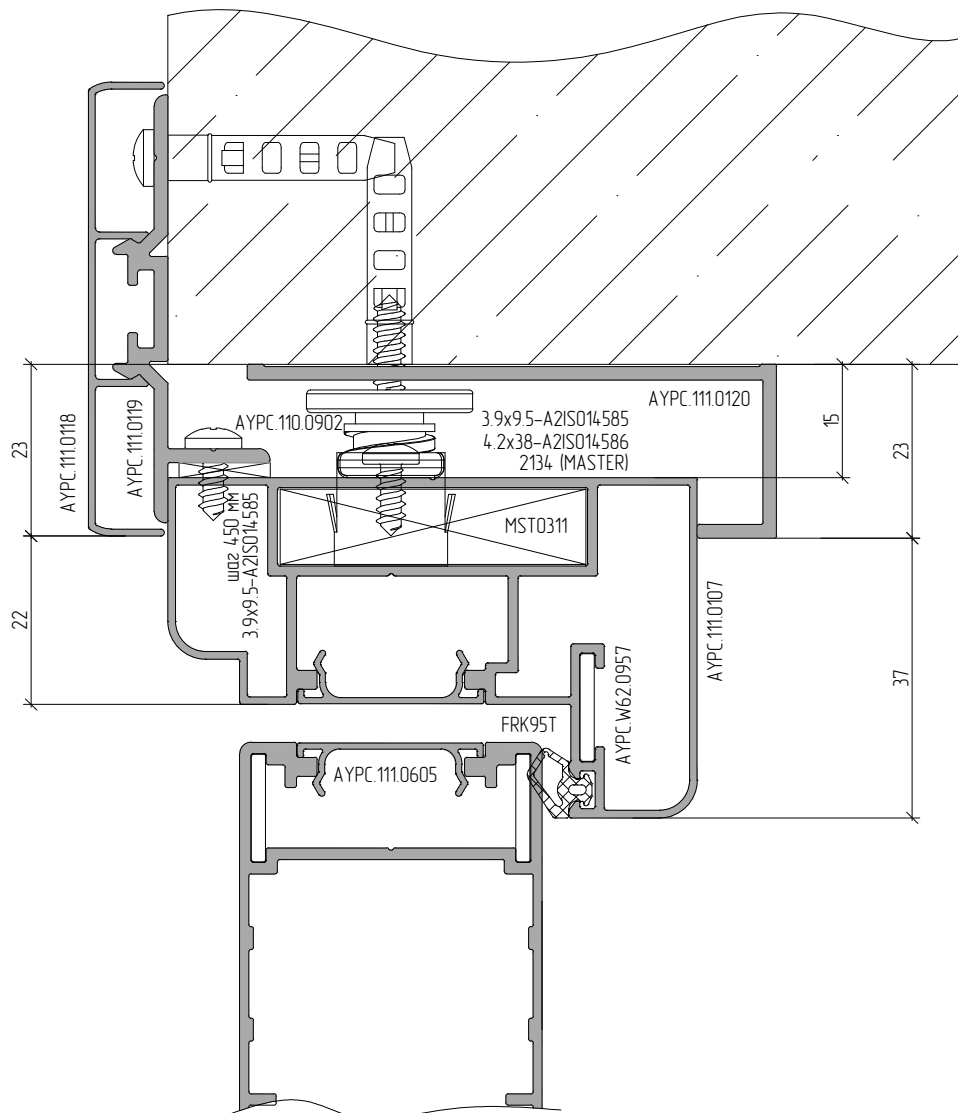 AYPC.111.0120
AYPC.110.0902
3.9x9.5-A2ISO14585
4.2x38-A2ISO14586
2134 (MASTER)
15
23
23
AYPC.111.0118
AYPC.111.0119
шаг 450 мм
3.9x9.5-A2ISO14585
MST0311
22
AYPC.111.0107
AYPC.W62.0957
37
FRK95T
AYPC.111.0605